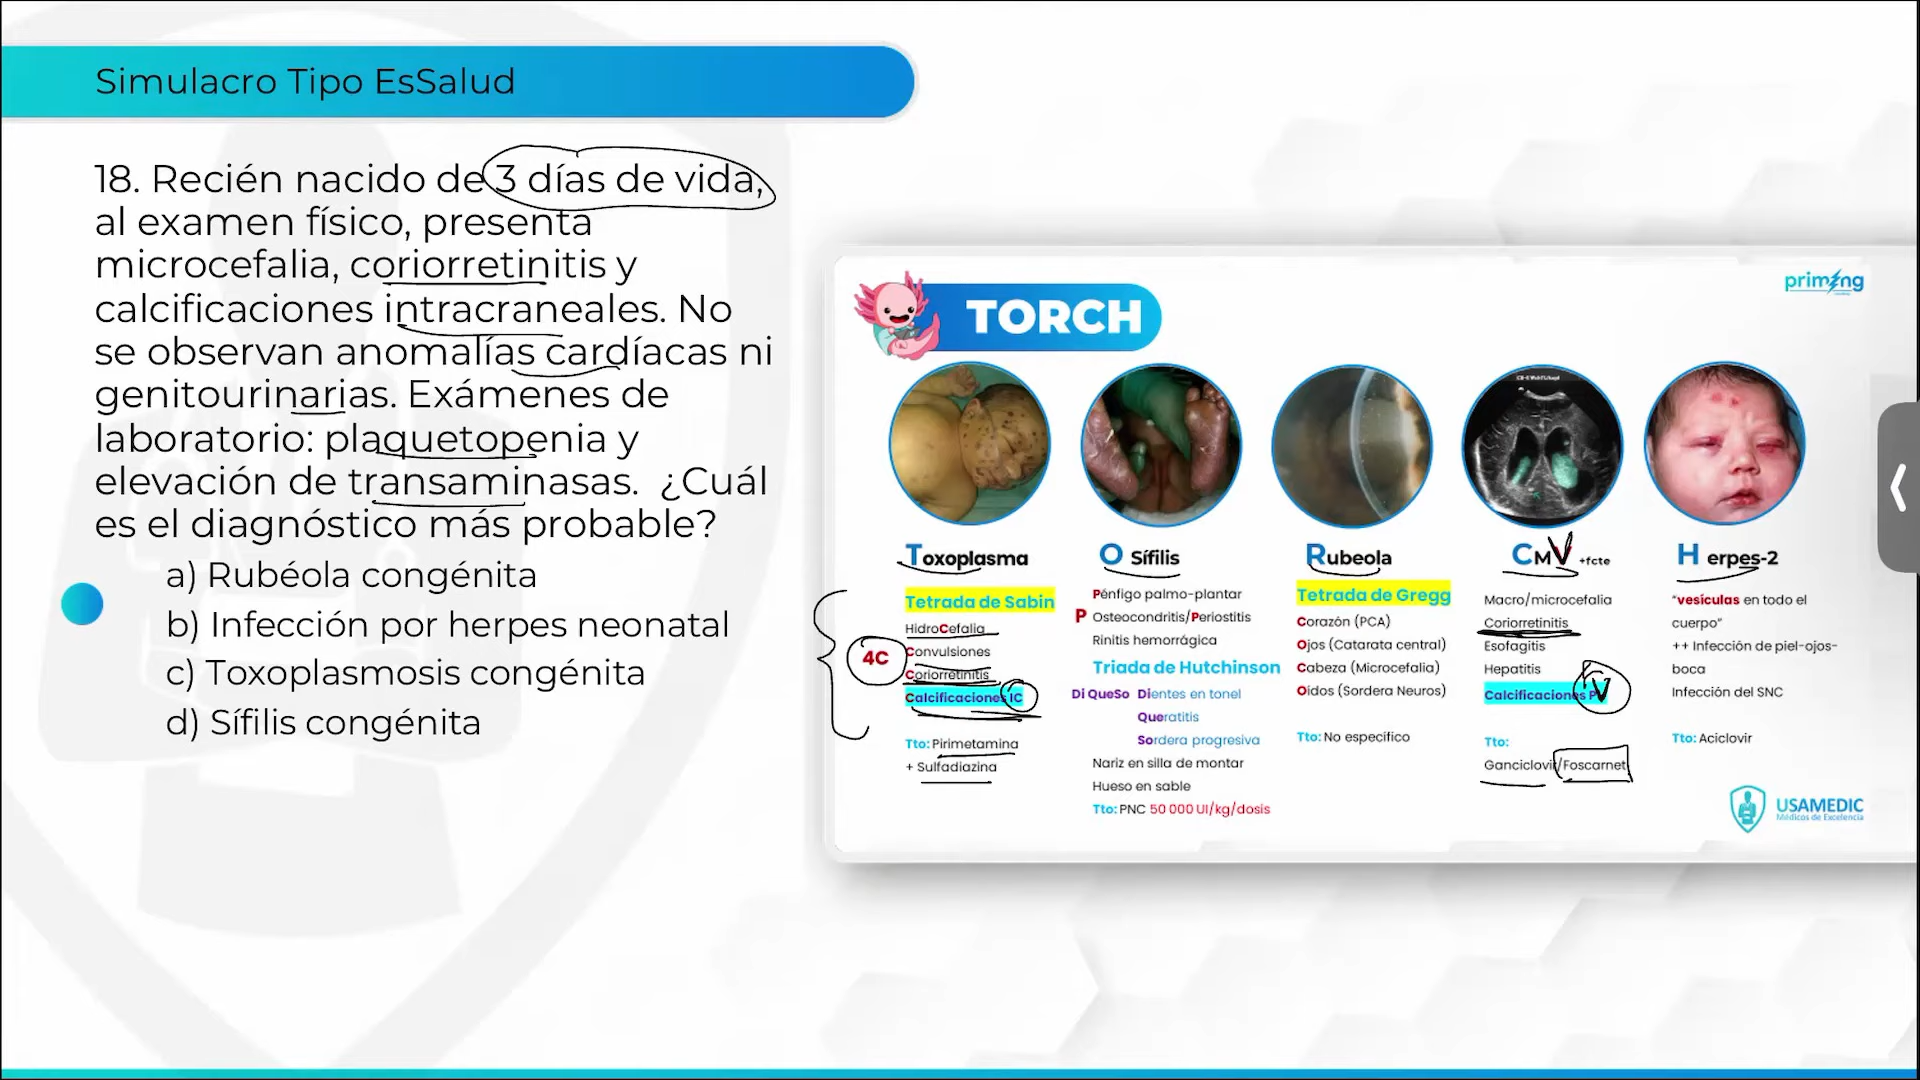 Simulacro Tipo EsSalud
18. Recién nacido de 3 días de vida,
al examen físico, presenta
microcefalia, coriorretinitis y
calcificaciones intracraneales. No
se observan anomalías cardíacas ni
genitourinarias. Exámenes de
laboratorio: plaquetopenia y
elevación de transaminasas. ¿Cuál
es el diagnóstico más probable?
a) Rubéola congénita
b) Infección por herpes neonatal
c) Toxoplasmosis congénita
d) Sífilis congénita
TORCH
priming
Toxoplasma
Tetrada de Sabin
4C
HidroCefalia
Convulsiones
Coriorretinitis
Calcificaciones IC
Tto: Pirimetamina
+ Sulfadiazina
O Sífilis
Pénfigo palmo-plantar
P Osteocondritis/Periostitis
Rinitis hemorrágica
Triada de Hutchinson
Di QueSo Dientes en tonel
Queratitis
Sordera progresiva
Nariz en silla de montar
Hueso en sable
Tto: PNC 50 000 UI/kg/dosis
Rubeola
Tetrada de Gregg
Corazón (PCA)
Ojos (Catarata central)
Cabeza (Microcefalia)
Oídos (Sordera Neuros)
Tto: No especifico
CMV +fcte
Macro/microcefalia
Coriorretinitis
Esofagitis
Hepatitis
Calcificaciones PV
Tto:
Ganciclovir/Foscarnet
Herpes-2
"vesículas en todo el
cuerpo"
++ Infección de piel-ojos-
boca
Infección del SNC
Tto: Aciclovir
USAMEDIC
Médicos de Excelencia